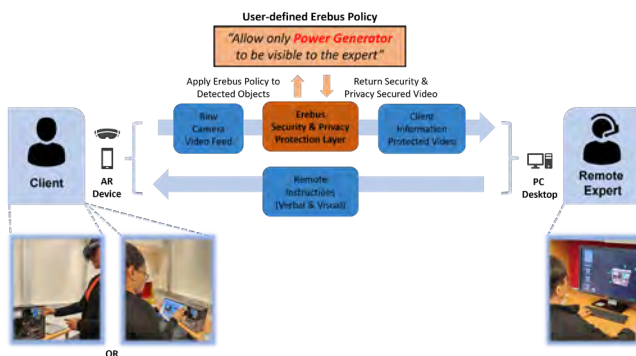 User-defined Erebus Policy
"Allow only Power Generator
to be visible to the expert"
Apply Erebus Policy to
Detected Objects
Return Security &
Privacy Secured Video
Raw
Camera
Video Feed
Erebus
Security & Privacy
Protection Layer
Client
Information
Protected Video
Client
AR
Device
PC
Desktop
Remote
Expert
Remote
Instructions
(Verbal & Visual)
OR